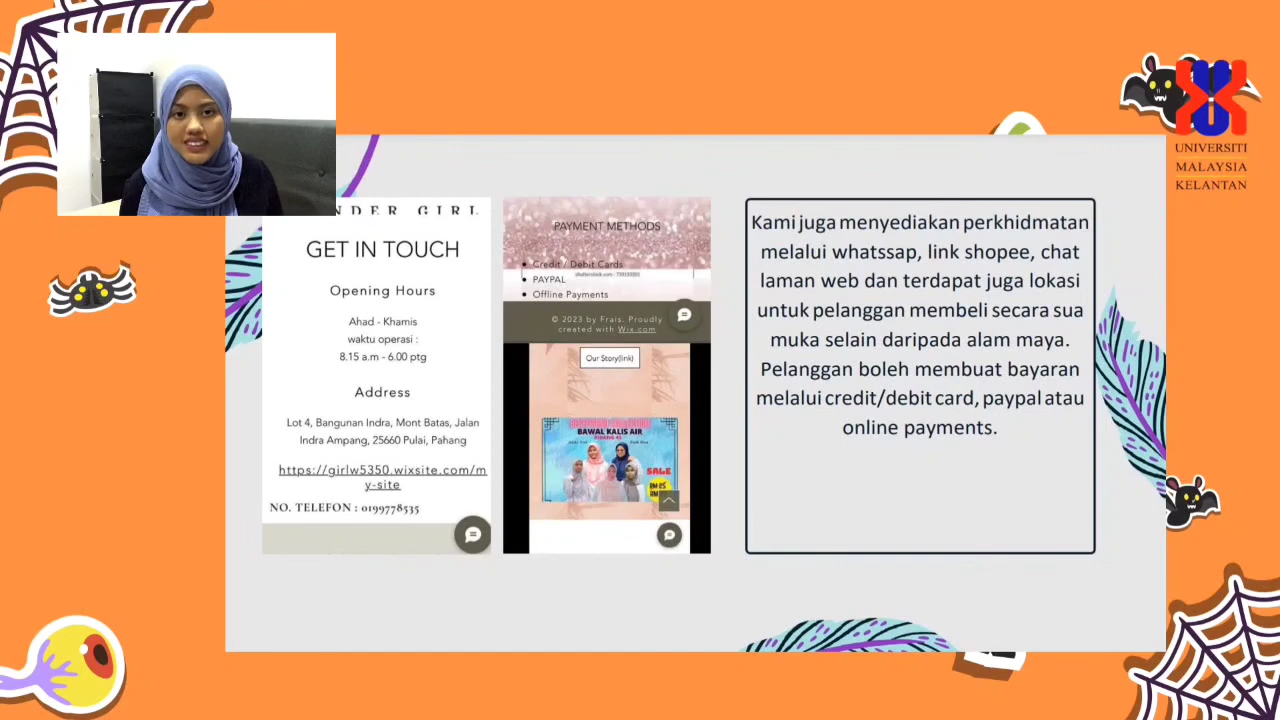 UNIVERSITI
MALAYSIA
KELANTAN
NDER GIRL
GET IN TOUCH
Opening Hours
Ahad - Khamis
waktu operasi :
8.15 a.m - 6.00 ptg
Address
Lot 4, Bangunan Indra, Mont Batas, Jalan
Indra Ampang, 25660 Pulai, Pahang
https://girlw5350.wixsite.com/m
y-site
NO. TELEFON : 0199778535
PAYMENT METHODS
Credit / Debit Cards
PAYPAL
Offline Payments
© 2023 by Frais. Proudly
created with Wix.com
Our Story(link)
BAWAL KALIS AIR
SALE
Kami juga menyediakan perkhidmatan
melalui whatssap, link shopee, chat
laman web dan terdapat juga lokasi
untuk pelanggan membeli secara sua
muka selain daripada alam maya.
Pelanggan boleh membuat bayaran
melalui credit/debit card, paypal atau
online payments.